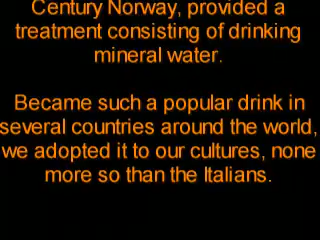 Century Norway, provided a
treatment consisting of drinking
mineral water.
Became such a popular drink in
several countries around the world,
we adopted it to our cultures, none
more so than the Italians.